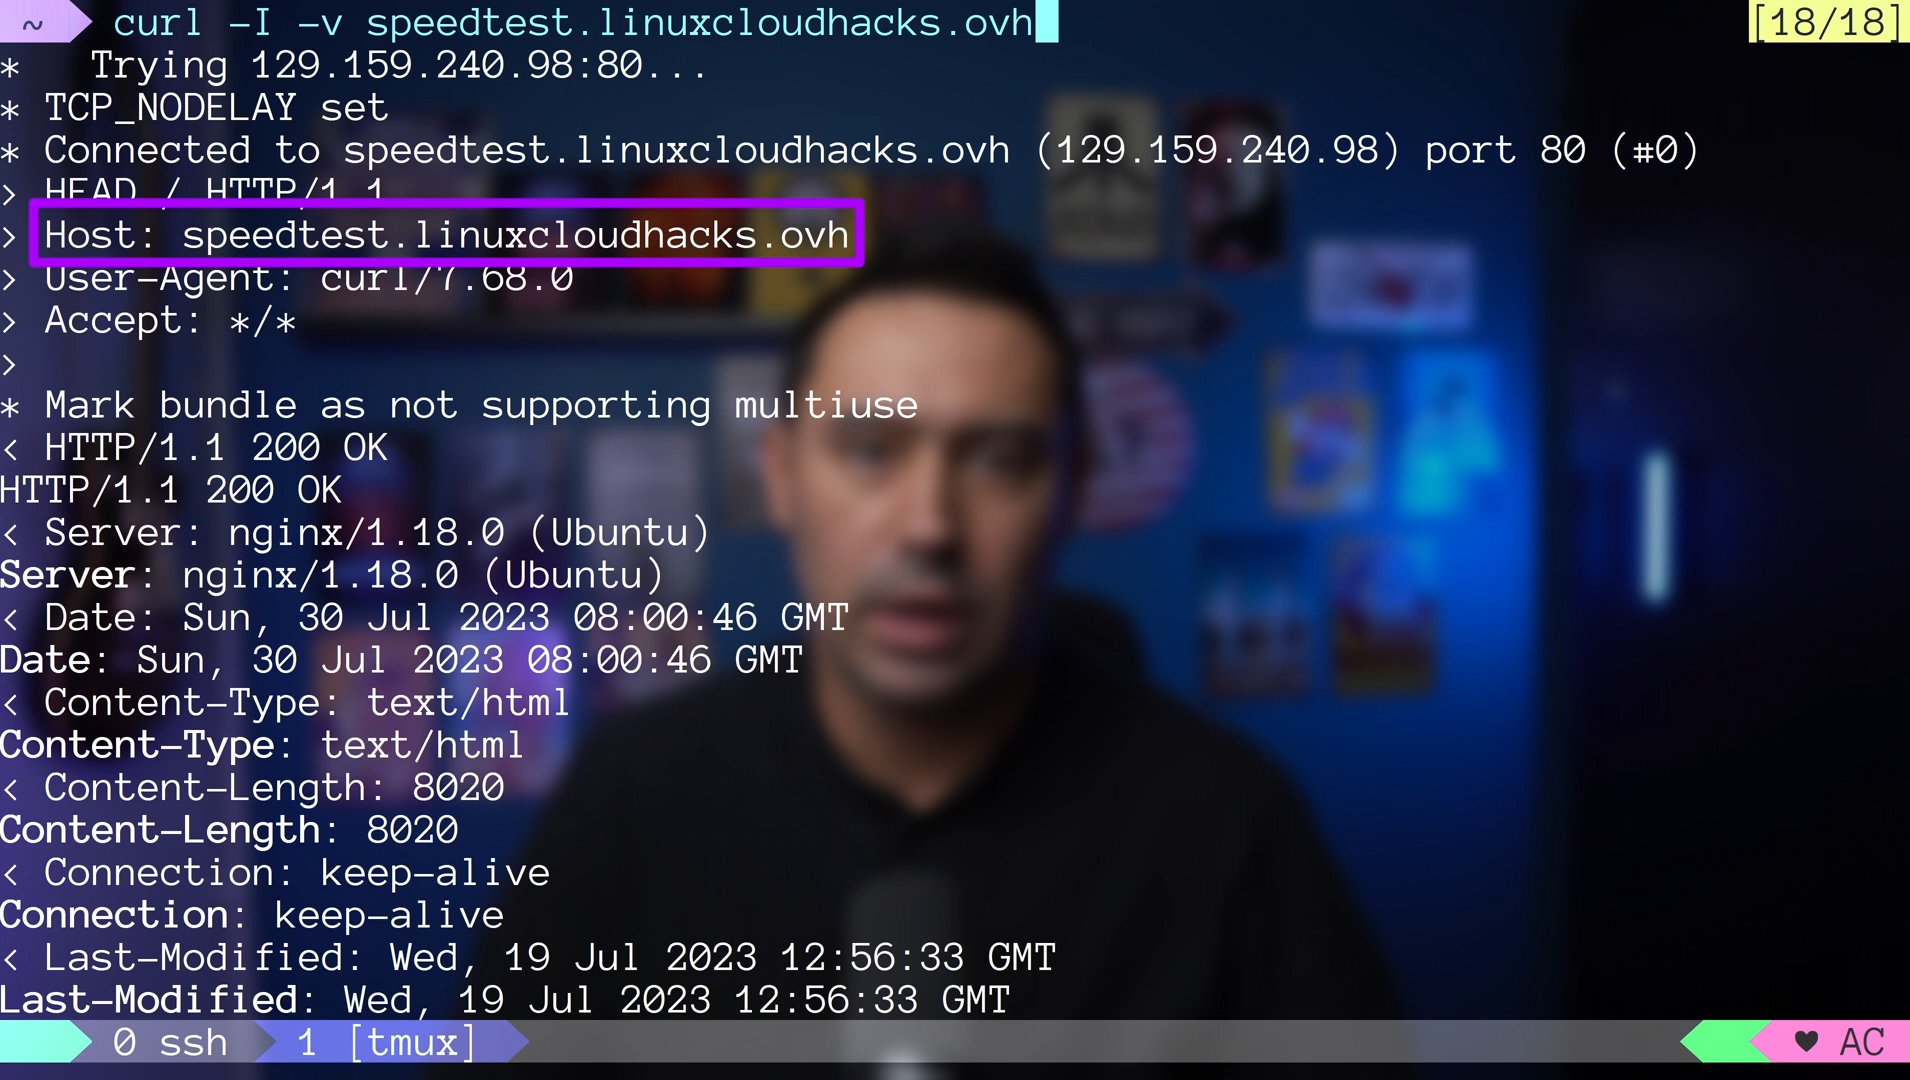 ~ curl -I -v speedtest.linuxcloudhacks.ovh [18/18]
*   Trying 129.159.240.98:80...
* TCP_NODELAY set
* Connected to speedtest.linuxcloudhacks.ovh (129.159.240.98) port 80 (#0)
> HEAD / HTTP/1.1
> Host: speedtest.linuxcloudhacks.ovh
> User-Agent: curl/7.68.0
> Accept: */*
>
* Mark bundle as not supporting multiuse
< HTTP/1.1 200 OK
HTTP/1.1 200 OK
< Server: nginx/1.18.0 (Ubuntu)
Server: nginx/1.18.0 (Ubuntu)
< Date: Sun, 30 Jul 2023 08:00:46 GMT
Date: Sun, 30 Jul 2023 08:00:46 GMT
< Content-Type: text/html
Content-Type: text/html
< Content-Length: 8020
Content-Length: 8020
< Connection: keep-alive
Connection: keep-alive
< Last-Modified: Wed, 19 Jul 2023 12:56:33 GMT
Last-Modified: Wed, 19 Jul 2023 12:56:33 GMT
0 ssh 1 [tmux] ♥ AC